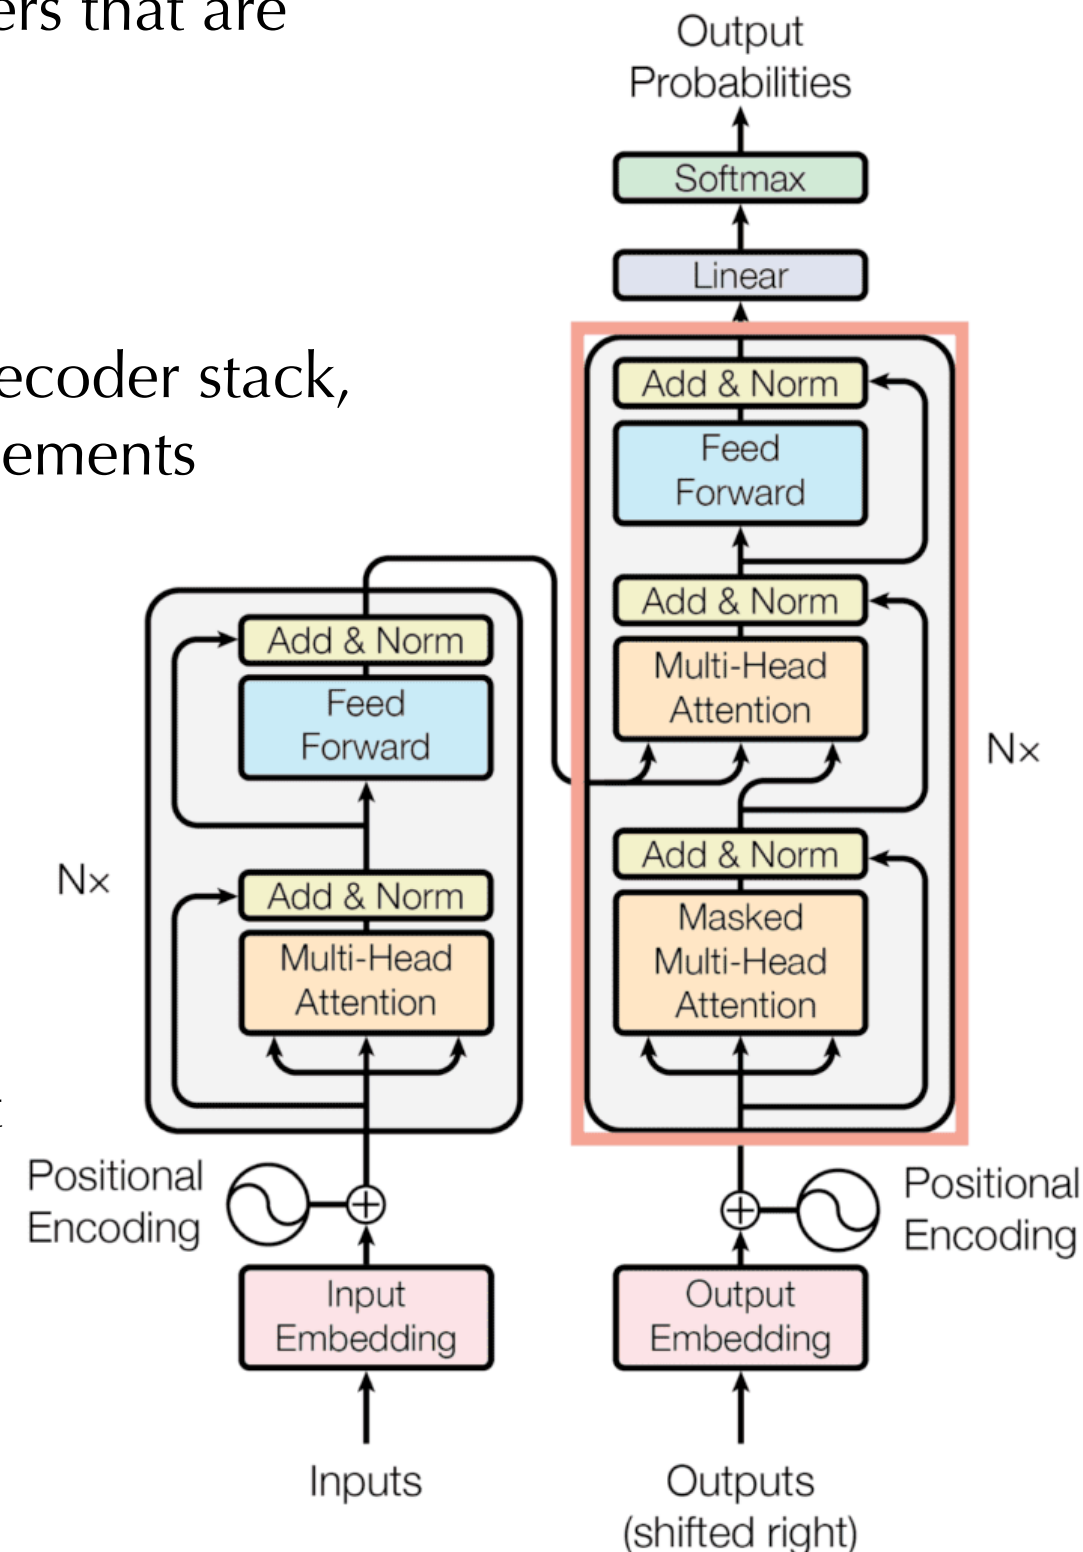 that are
stack,
Output
Probabilities
Softmax
Linear
Add & Norm
Feed
Forward
Add & Norm
Multi-Head
Attention
Nx
Add & Norm
Masked
Multi-Head
Attention
Add & Norm
Feed
Forward
Nx
Add & Norm
Multi-Head
Attention
Positional
Encoding
Input
Embedding
Inputs
Positional
Encoding
Output
Embedding
Outputs
(shifted right)